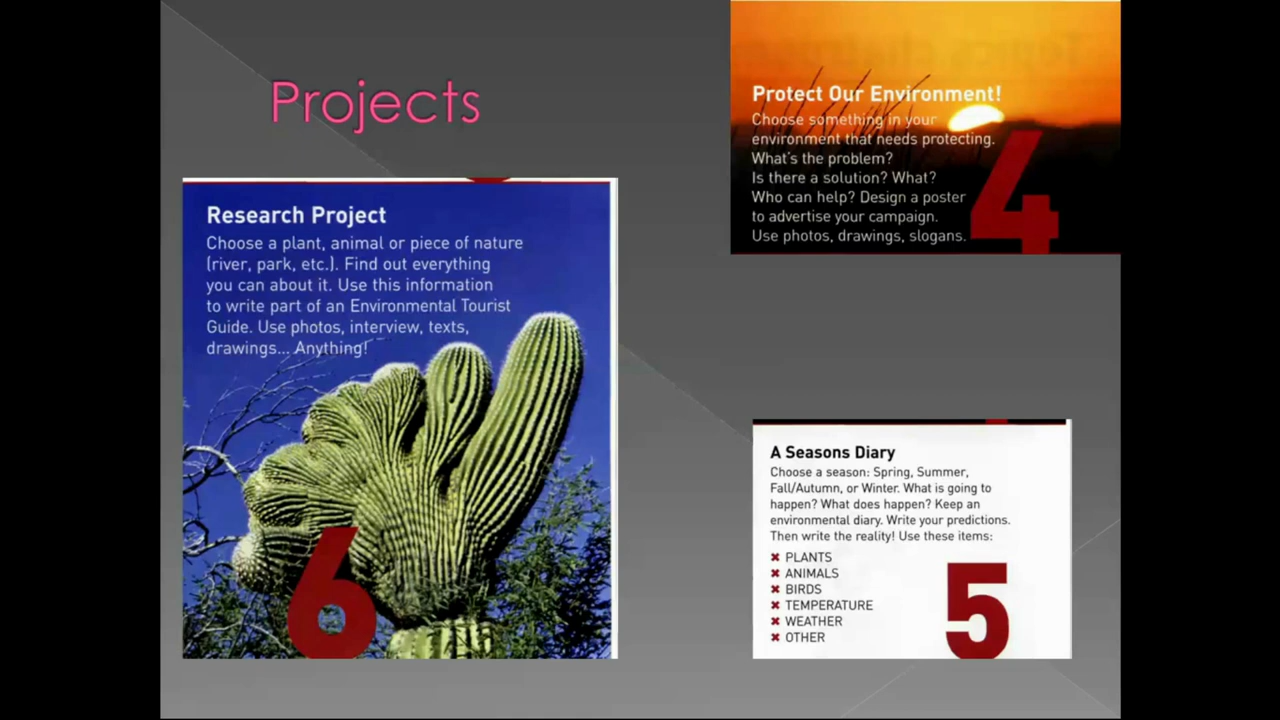 Projects
Protect Our Environment!
Choose something in your
environment that needs protecting.
What's the problem?
Is there a solution? What?
Who can help? Design a poster
to advertise your campaign.
Use photos, drawings, slogans.
4
Research Project
Choose a plant, animal or piece of nature
(river, park, etc.). Find out everything
you can about it. Use this information
to write part of an Environmental Tourist
Guide. Use photos, interview, texts,
drawings... Anything!
6
A Seasons Diary
Choose a season: Spring, Summer,
Fall/Autumn, or Winter. What is going to
happen? What does happen? Keep an
environmental diary. Write your predictions.
Then write the reality! Use these items:
✖ PLANTS
✖ ANIMALS
✖ BIRDS
✖ TEMPERATURE
✖ WEATHER
✖ OTHER
5